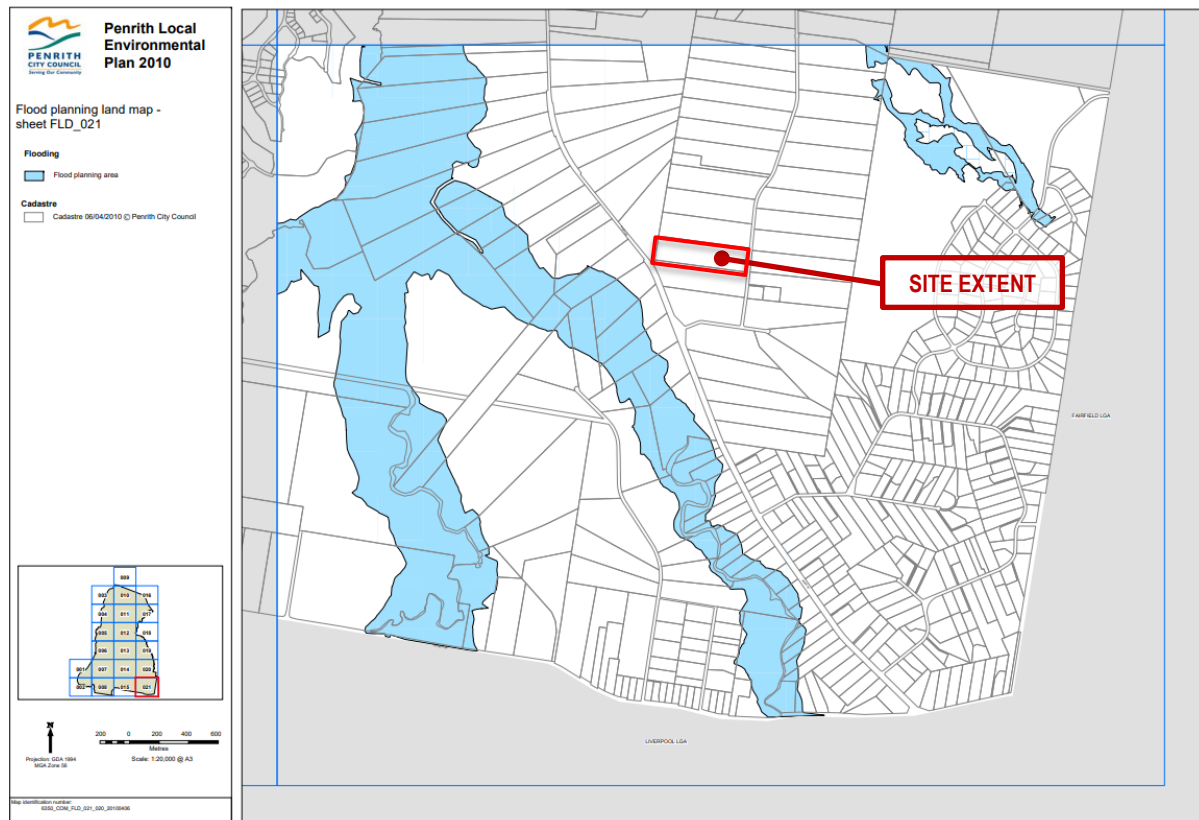 PENRITH
CITY COUNCIL
Serving Our Community
Penrith Local
Environmental
Plan 2010
Flood planning land map -
sheet FLD_021
Flooding
Flood planning area
Cadastre
Cadastre 06/04/2010 © Penrith City Council
SITE EXTENT
FAIRFIELD LGA
LIVERPOOL LGA
009
003 010 016
004 011 017
005 012 018
006 013 019
001 007 014 020
002 008 015 021
N
Projection: GDA 1994
MGA Zone 56
200 0 200 400 600
Metres
Scale: 1:20,000 @ A3
Map identification number:
6350_COM_FLD_021_020_20100406